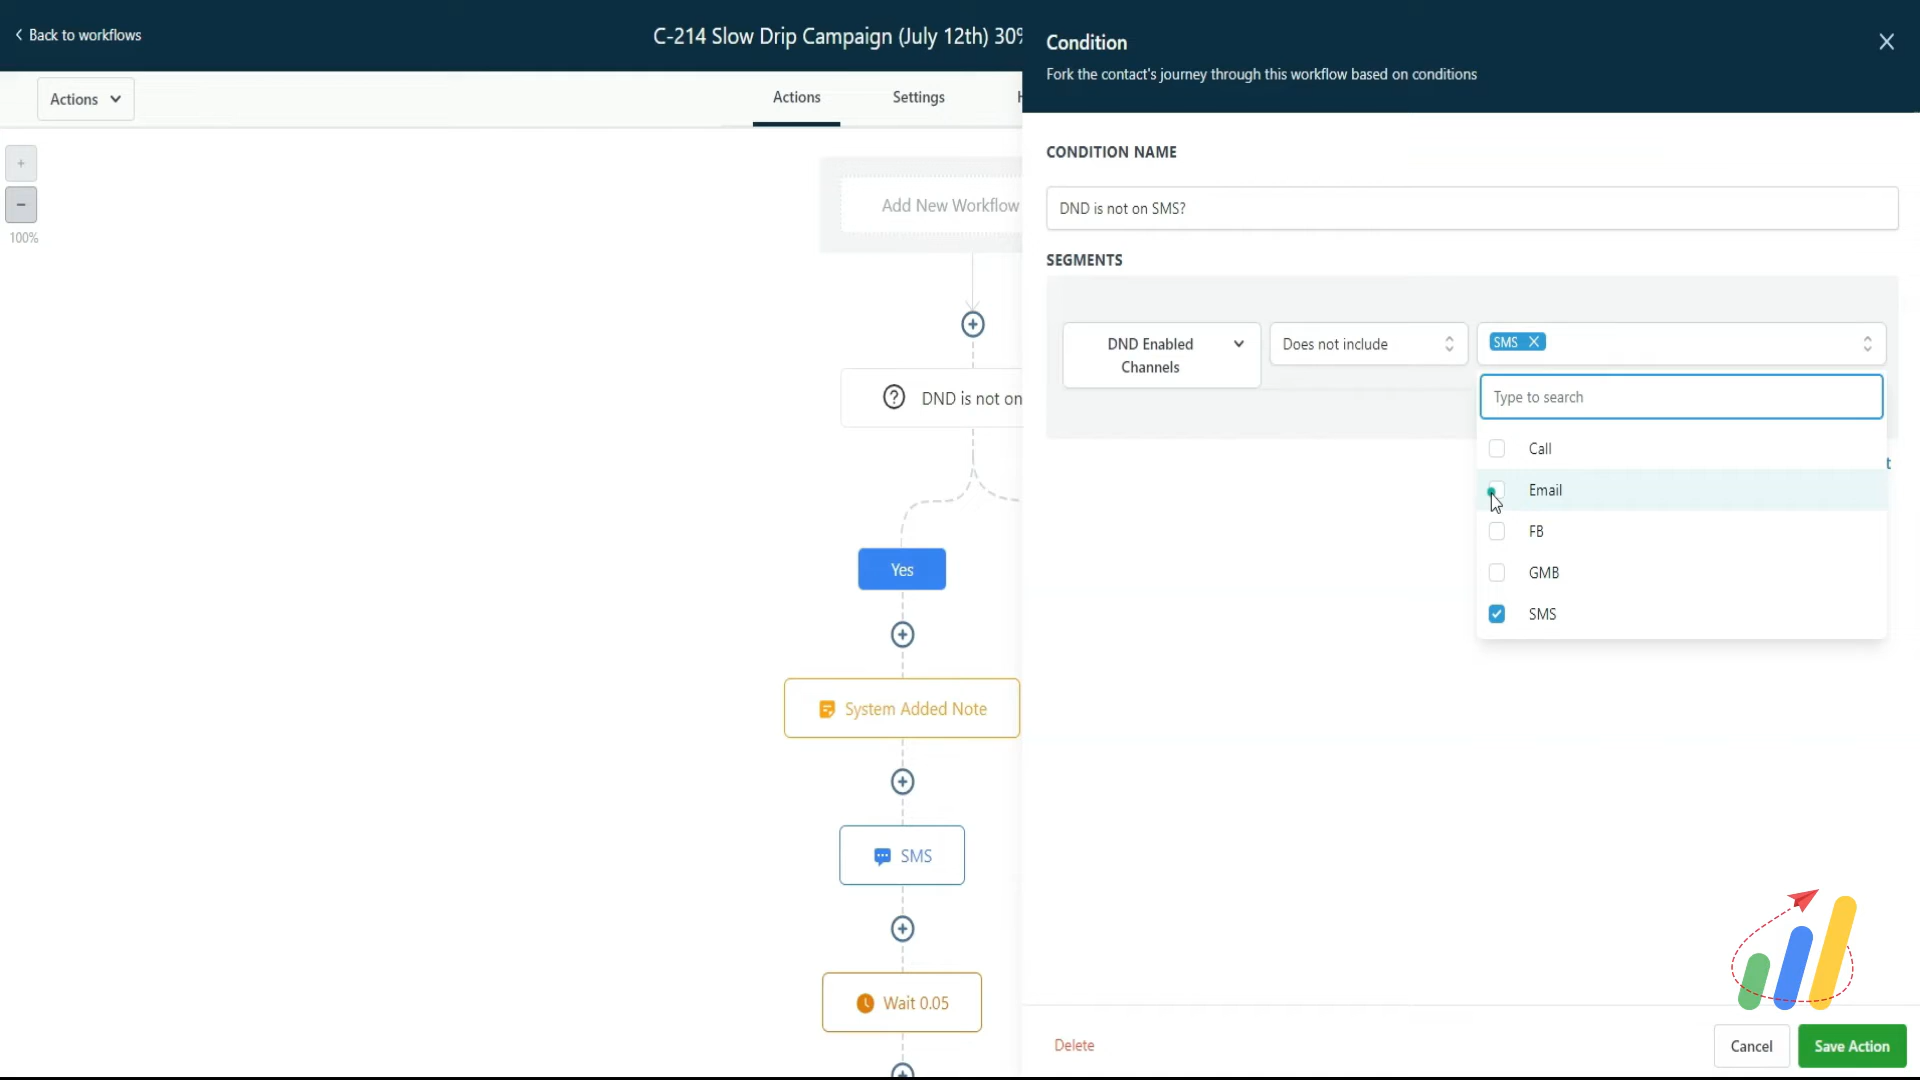 Back to workflows
C-214 Slow Drip Campaign (July 12th) 30%
Actions
Actions
Settings
+
−
100%
Add New Workflow
DND is not on
Yes
System Added Note
SMS
Wait 0.05
Condition
Fork the contact's journey through this workflow based on conditions
CONDITION NAME
DND is not on SMS?
SEGMENTS
DND Enabled
Channels
Does not include
SMS
Type to search
Call
Email
FB
GMB
SMS
Delete
Cancel
Save Action